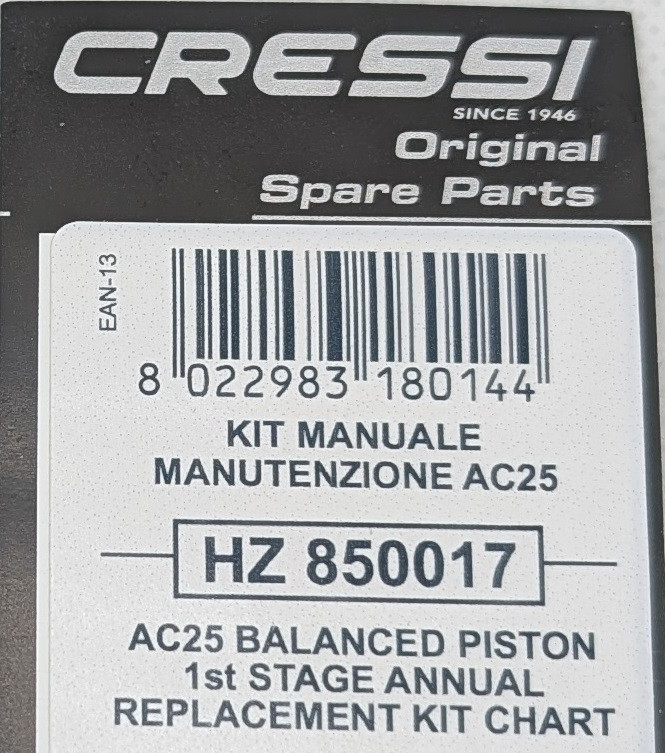 CRESSI
SINCE 1946
Original
Spare Parts
EAN-13
8 022983 180144
KIT MANUALE
MANUTENZIONE AC25
HZ 850017
AC25 BALANCED PISTON
1st STAGE ANNUAL
REPLACEMENT KIT CHART